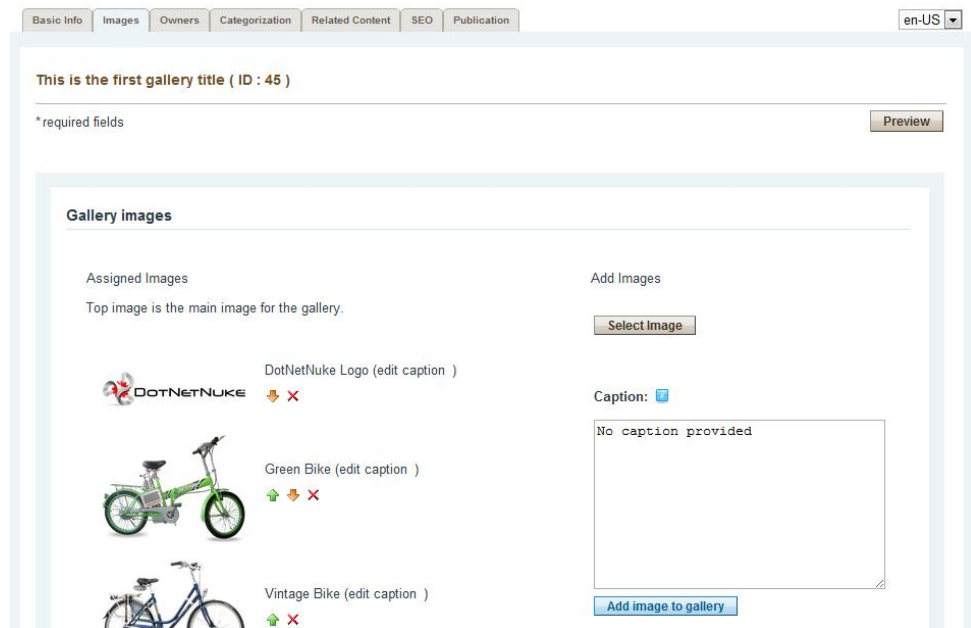 Basic Info Images Owners Categorization Related Content SEO Publication en-US
This is the first gallery title ( ID : 45 )
* required fields Preview
Gallery images
Assigned Images
Top image is the main image for the gallery.
DOTNETNUKE
DotNetNuke Logo (edit caption )
Green Bike (edit caption )
Vintage Bike (edit caption )
Add Images
Select Image
Caption:
No caption provided
Add image to gallery